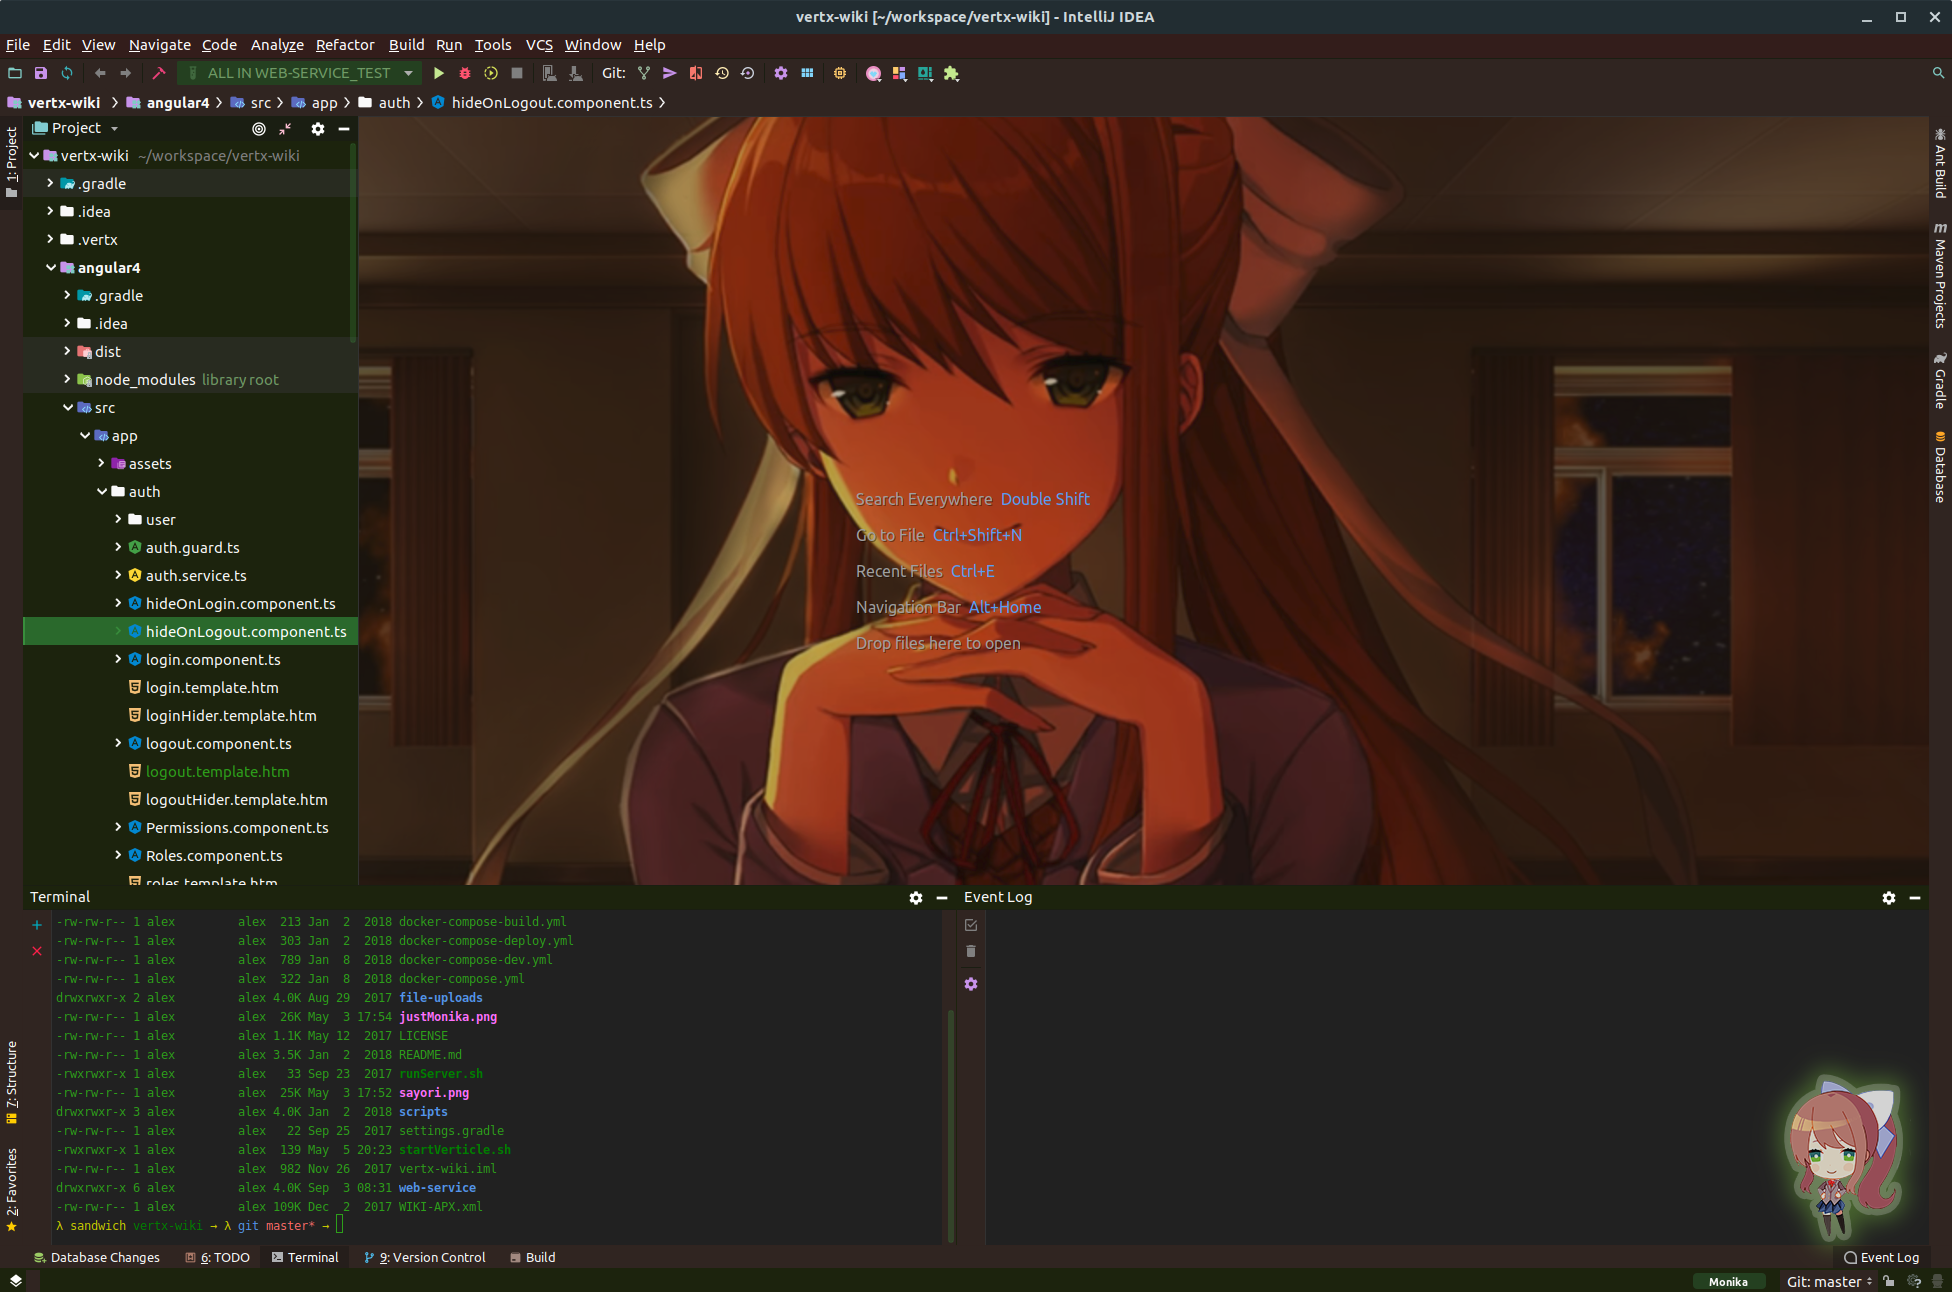 vertx-wiki [~/workspace/vertx-wiki] - IntelliJ IDEA
File Edit View Navigate Code Analyze Refactor Build Run Tools VCS Window Help
ALL IN WEB-SERVICE_TEST Git:
vertx-wiki angular4 src app auth hideOnLogout.component.ts
1: Project
Project
vertx-wiki ~/workspace/vertx-wiki
.gradle
.idea
.vertx
angular4
.gradle
.idea
dist
node_modules library root
src
app
assets
auth
user
auth.guard.ts
auth.service.ts
hideOnLogin.component.ts
hideOnLogout.component.ts
login.component.ts
login.template.htm
loginHider.template.htm
logout.component.ts
logout.template.htm
logoutHider.template.htm
Permissions.component.ts
Roles.component.ts
roles.template.htm
Search Everywhere Double Shift
Go to File Ctrl+Shift+N
Recent Files Ctrl+E
Navigation Bar Alt+Home
Drop files here to open
Ant Build
m Maven Projects
Gradle
Database
7: Structure
2: Favorites
Terminal
-rw-rw-r-- 1 alex alex 213 Jan 2 2018 docker-compose-build.yml
-rw-rw-r-- 1 alex alex 303 Jan 2 2018 docker-compose-deploy.yml
-rw-rw-r-- 1 alex alex 789 Jan 8 2018 docker-compose-dev.yml
-rw-rw-r-- 1 alex alex 322 Jan 8 2018 docker-compose.yml
drwxrwxr-x 2 alex alex 4.0K Aug 29 2017 file-uploads
-rw-rw-r-- 1 alex alex 26K May 3 17:54 justMonika.png
-rw-rw-r-- 1 alex alex 1.1K May 12 2017 LICENSE
-rw-rw-r-- 1 alex alex 3.5K Jan 2 2018 README.md
-rwxrwxr-x 1 alex alex 33 Sep 23 2017 runServer.sh
-rw-rw-r-- 1 alex alex 25K May 3 17:52 sayori.png
drwxrwxr-x 3 alex alex 4.0K Jan 2 2018 scripts
-rw-rw-r-- 1 alex alex 22 Sep 25 2017 settings.gradle
-rwxrwxr-x 1 alex alex 139 May 5 20:23 startVerticle.sh
-rw-rw-r-- 1 alex alex 982 Nov 26 2017 vertx-wiki.iml
drwxrwxr-x 6 alex alex 4.0K Sep 3 08:31 web-service
-rw-rw-r-- 1 alex alex 109K Dec 2 2017 WIKI-APX.xml
λ sandwich vertx-wiki → λ git master* →
Event Log
Database Changes 6: TODO Terminal 9: Version Control Build Event Log
Monika Git: master